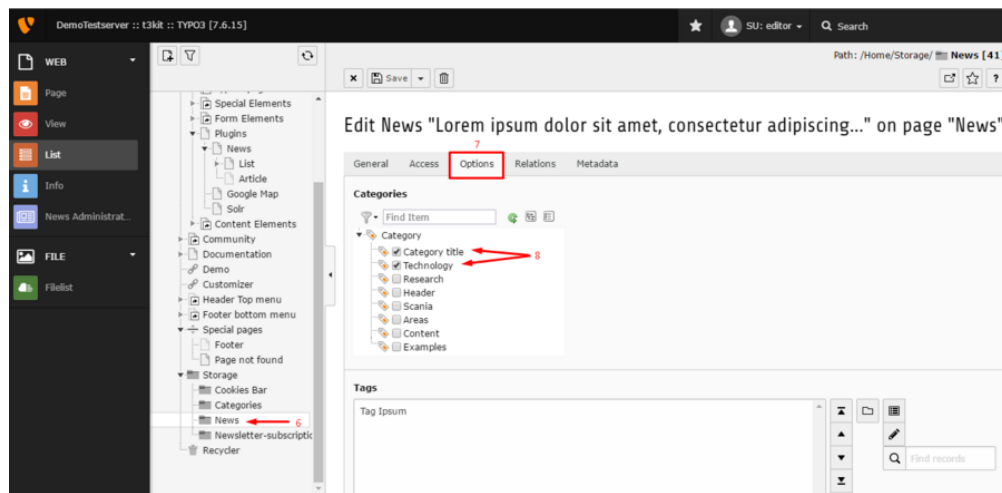 DemoTestserver :: t3kit :: TYPO3 [7.6.15]
SU: editor
Search
WEB
Page
View
List
Info
News Administrat...
FILE
Filelist
Special Elements
Form Elements
Plugins
News
List
Article
Google Map
Solr
Content Elements
Community
Documentation
Demo
Customizer
Header Top menu
Footer bottom menu
Special pages
Footer
Page not found
Storage
Cookies Bar
Categories
News
6
Newsletter-subscriptic
Recycler
Path: /Home/Storage/ News [41]
Save
?
Edit News "Lorem ipsum dolor sit amet, consectetur adipiscing..." on page "News"
7
General Access Options Relations Metadata
Categories
Find Item
Category
Category title
8
Technology
Research
Header
Scania
Areas
Content
Examples
Tags
Tag Ipsum
Find records